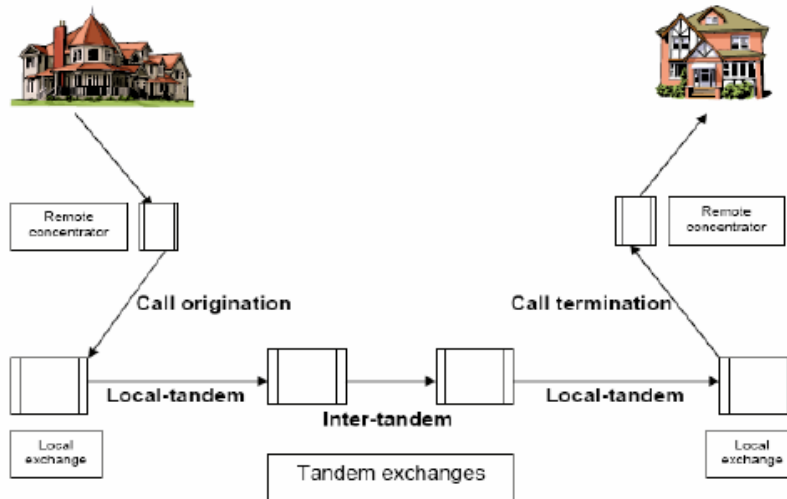 Remote
concentrator
Remote
concentrator
Call origination
Call termination
Local-tandem
Inter-tandem
Local-tandem
Local
exchange
Tandem exchanges
Local
exchange